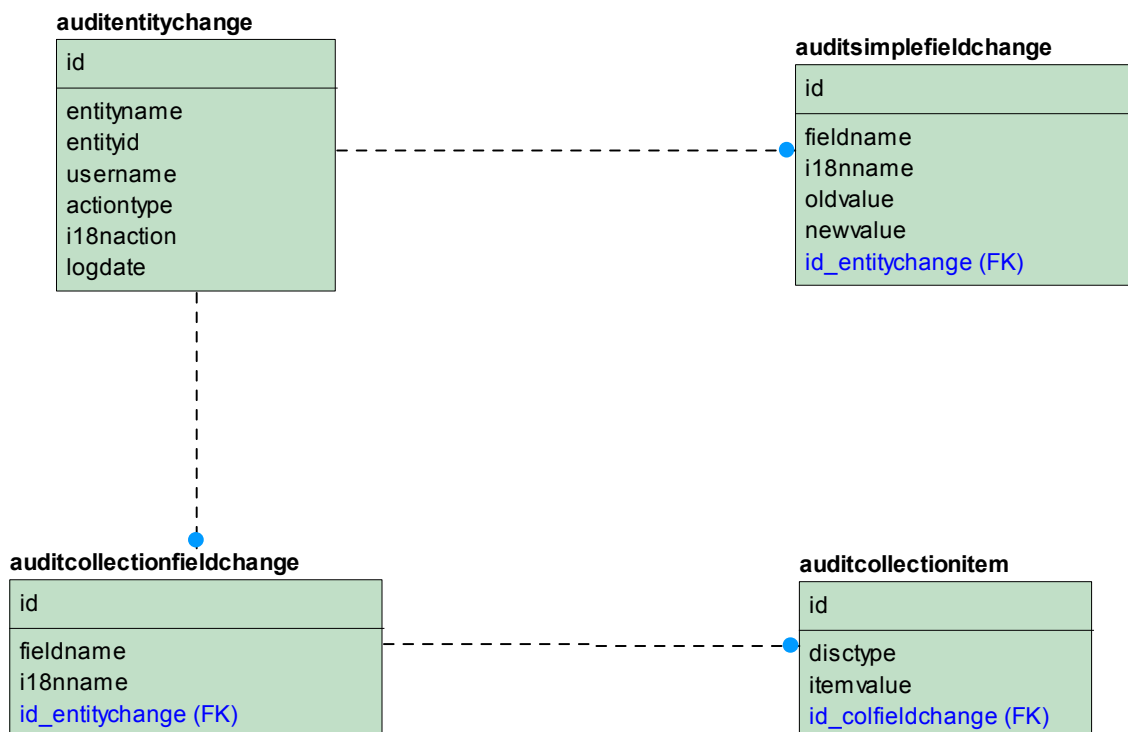 auditentitychange
id
entityname
entityid
username
actiontype
i18naction
logdate
auditsimplefieldchange
id
fieldname
i18nname
oldvalue
newvalue
id_entitychange (FK)
auditcollectionfieldchange
id
fieldname
i18nname
id_entitychange (FK)
auditcollectionitem
id
disctype
itemvalue
id_colfieldchange (FK)